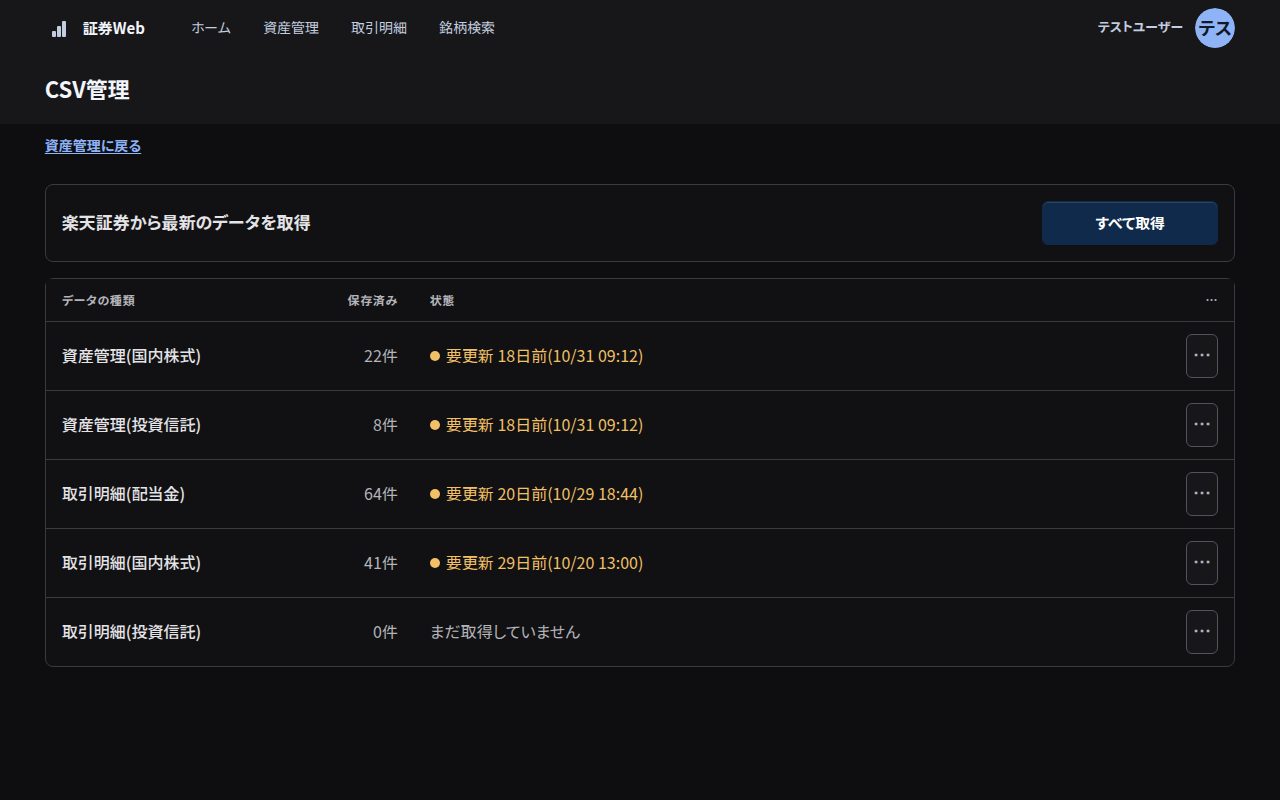 証券Web
ホーム
資産管理
取引明細
銘柄検索
テストユーザー
テス
CSV管理
資産管理に戻る
楽天証券から最新のデータを取得
すべて取得
データの種類 保存済み 状態 …
資産管理(国内株式) 22件 要更新 18日前(10/31 09:12) …
資産管理(投資信託) 8件 要更新 18日前(10/31 09:12) …
取引明細(配当金) 64件 要更新 20日前(10/29 18:44) …
取引明細(国内株式) 41件 要更新 29日前(10/20 13:00) …
取引明細(投資信託) 0件 まだ取得していません …